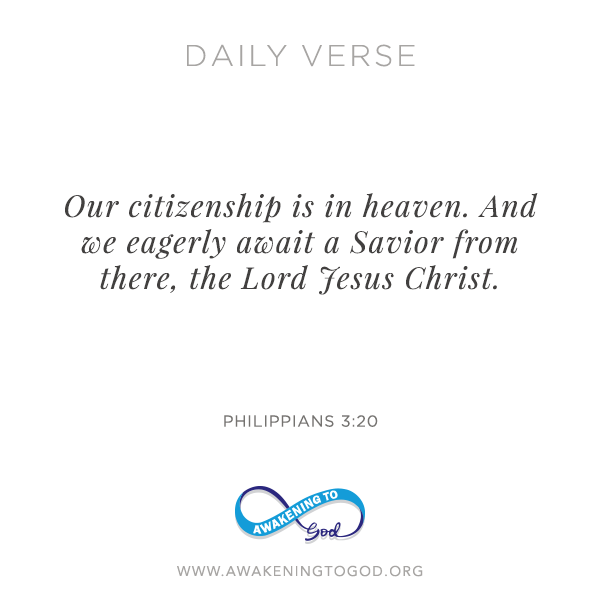 DAILY VERSE
Our citizenship is in heaven. And
we eagerly await a Savior from
there, the Lord Jesus Christ.
PHILIPPIANS 3:20
AWAKENING TO
God
WWW.AWAKENINGTOGOD.ORG